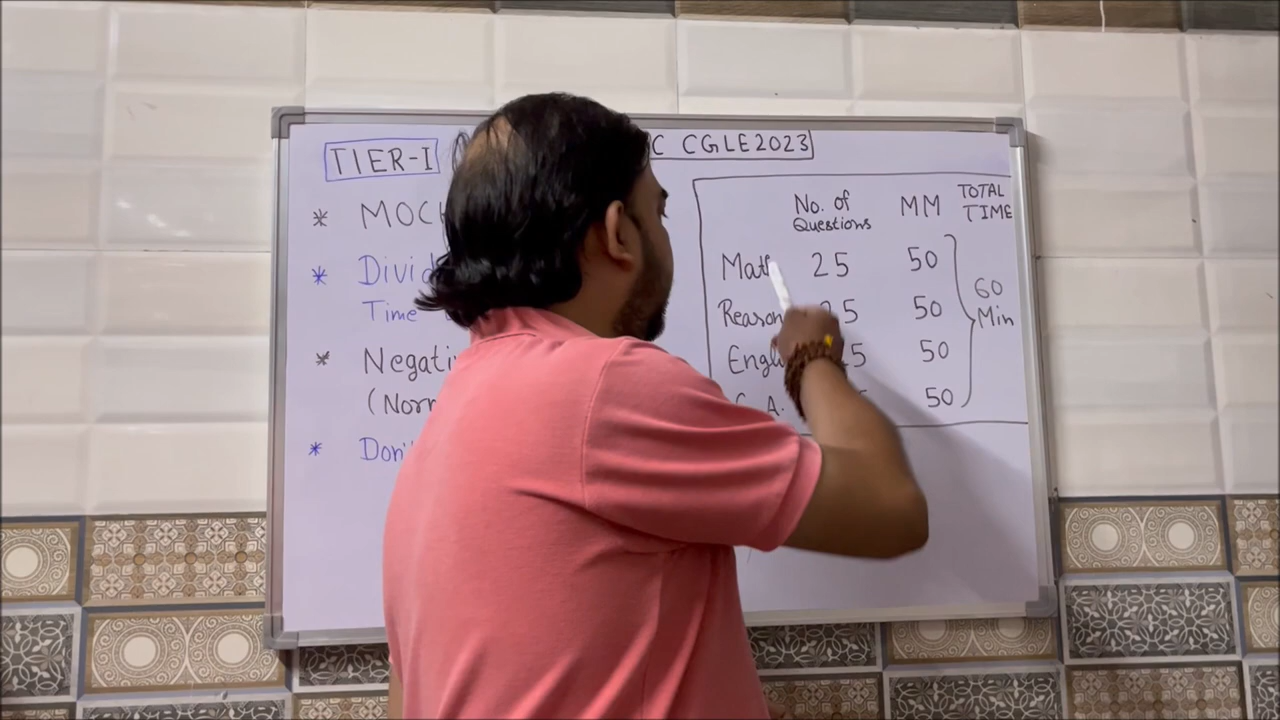 TIER-I
C CGLE2023
* MOCK
* Divid
Time
* Negati
(Norm
* Don'
No. of Questions MM TOTAL TIME
Math 25 50
Reason 25 50
Engl 50
50
60 Min